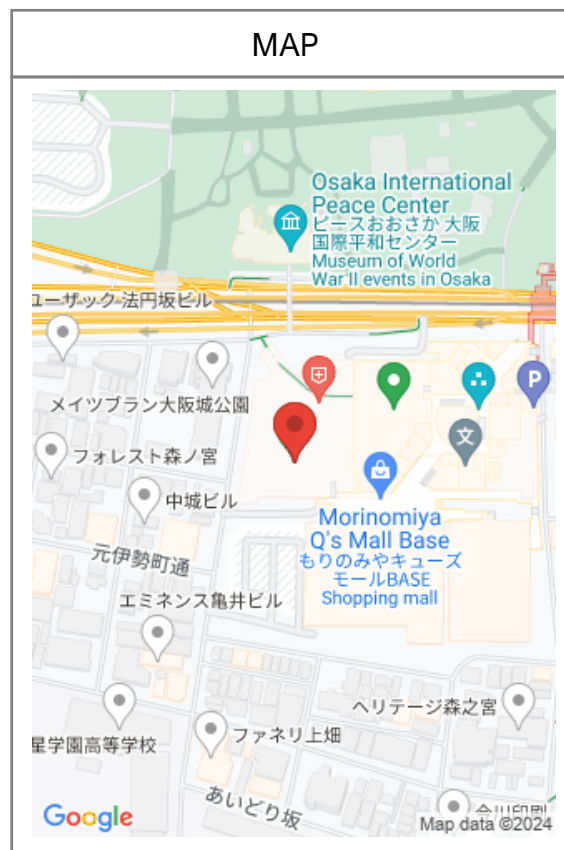 MAP
Osaka International
Peace Center
ピースおおさか 大阪
国際平和センター
Museum of World
War II events in Osaka
ユーザック 法円坂ビル
メイツブラン大阪城公園
P
文
フォレスト森ノ宮
中城ビル
Morinomiya
Q's Mall Base
もりのみやキューズ
モールBASE
Shopping mall
元伊勢町通
エミネンス亀井ビル
ヘリテージ森之宮
ファネリ上畑
星学園高等学校
あいどり坂
Google
Map data ©2024